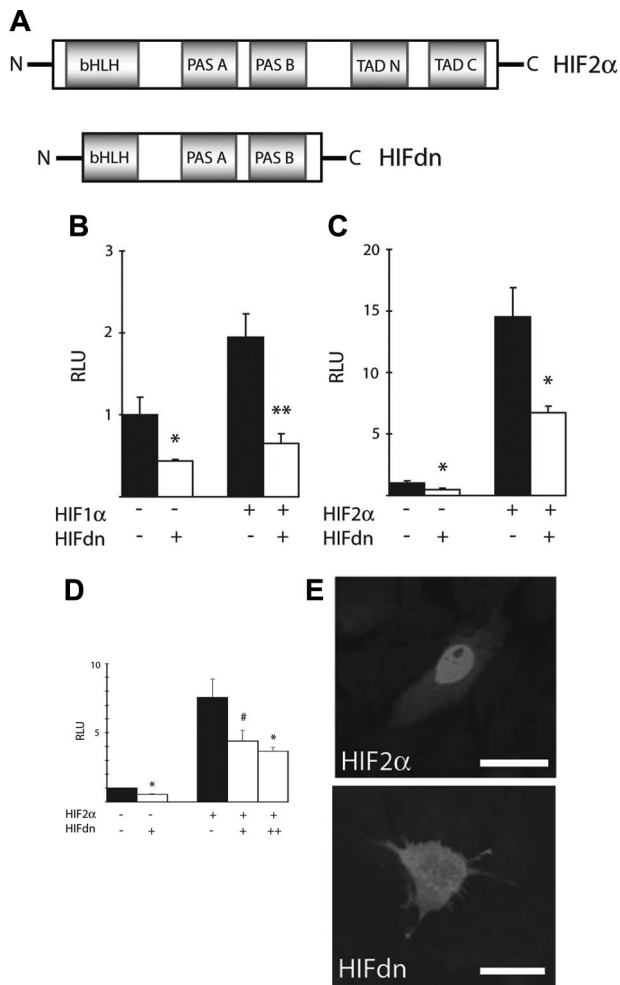 A
N bHLH PAS A PAS B TAD N TAD C C HIF2α
N bHLH PAS A PAS B C HIFdn
B
3
2
1
RLU
*
**
HIF1α - - + +
HIFdn - + - +
C
20
15
10
5
RLU
*
*
HIF2α - - + +
HIFdn - + - +
D
10
5
RLU
*
#
*
HIF2α - - + + +
HIFdn - + - + ++
E
HIF2α
HIFdn